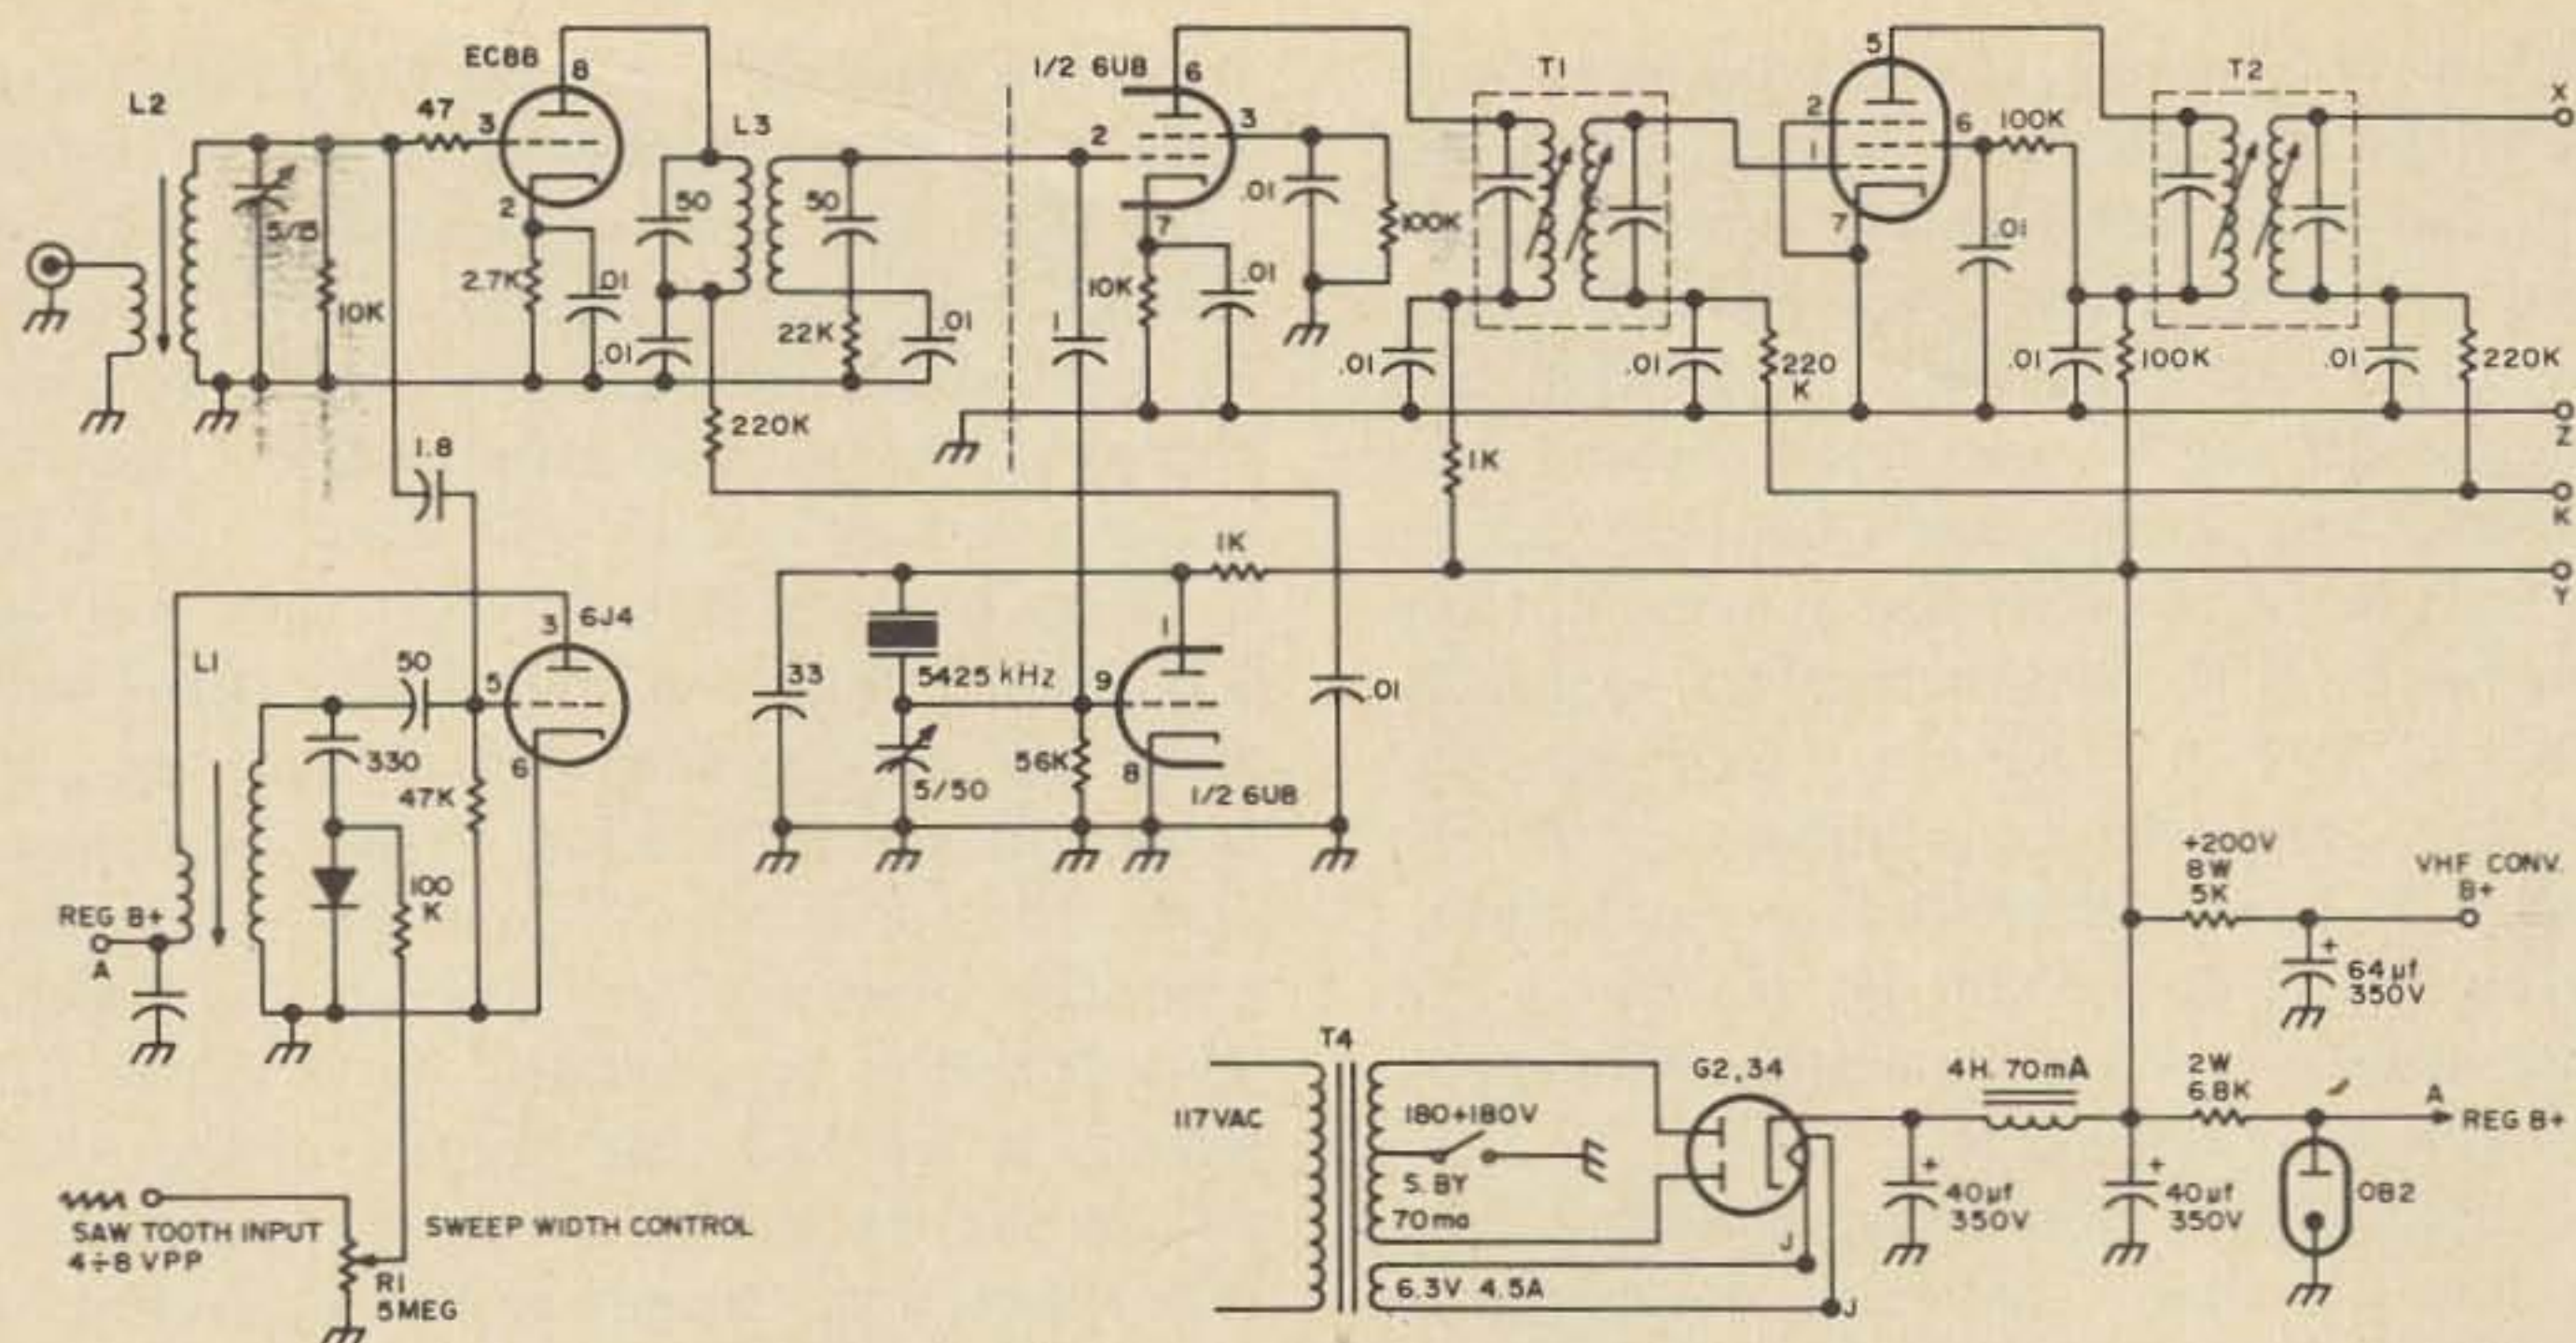 EC88
8
L2
47
3
L3
5/8
10K
2
2.7K
.01
50
.01
50
22K
.01
220K
1.8
1/2 6U8
6
2
3
7
.01
100K
10K
.01
1
T1
.01
1K
.01
220
K
5
2
1
6
7
100K
.01
T2
.01
100K
.01
220K
X
Z
K
Y
1K
33
5425 kHz
5/50
56K
9
1
8
1/2 6U8
.01
L1
3
6J4
50
5
6
330
47K
100
K
REG B+
A
SAW TOOTH INPUT
4÷8 VPP
SWEEP WIDTH CONTROL
R1
5MEG
T4
117VAC
180+180V
S. BY
70ma
6.3V 4.5A
G2,34
J
J
4H. 70mA
40µf
350V
40µf
350V
+200V
8W
5K
VHF CONV.
B+
+
64µf
350V
2W
6.8K
A
REG B+
+
+
OB2